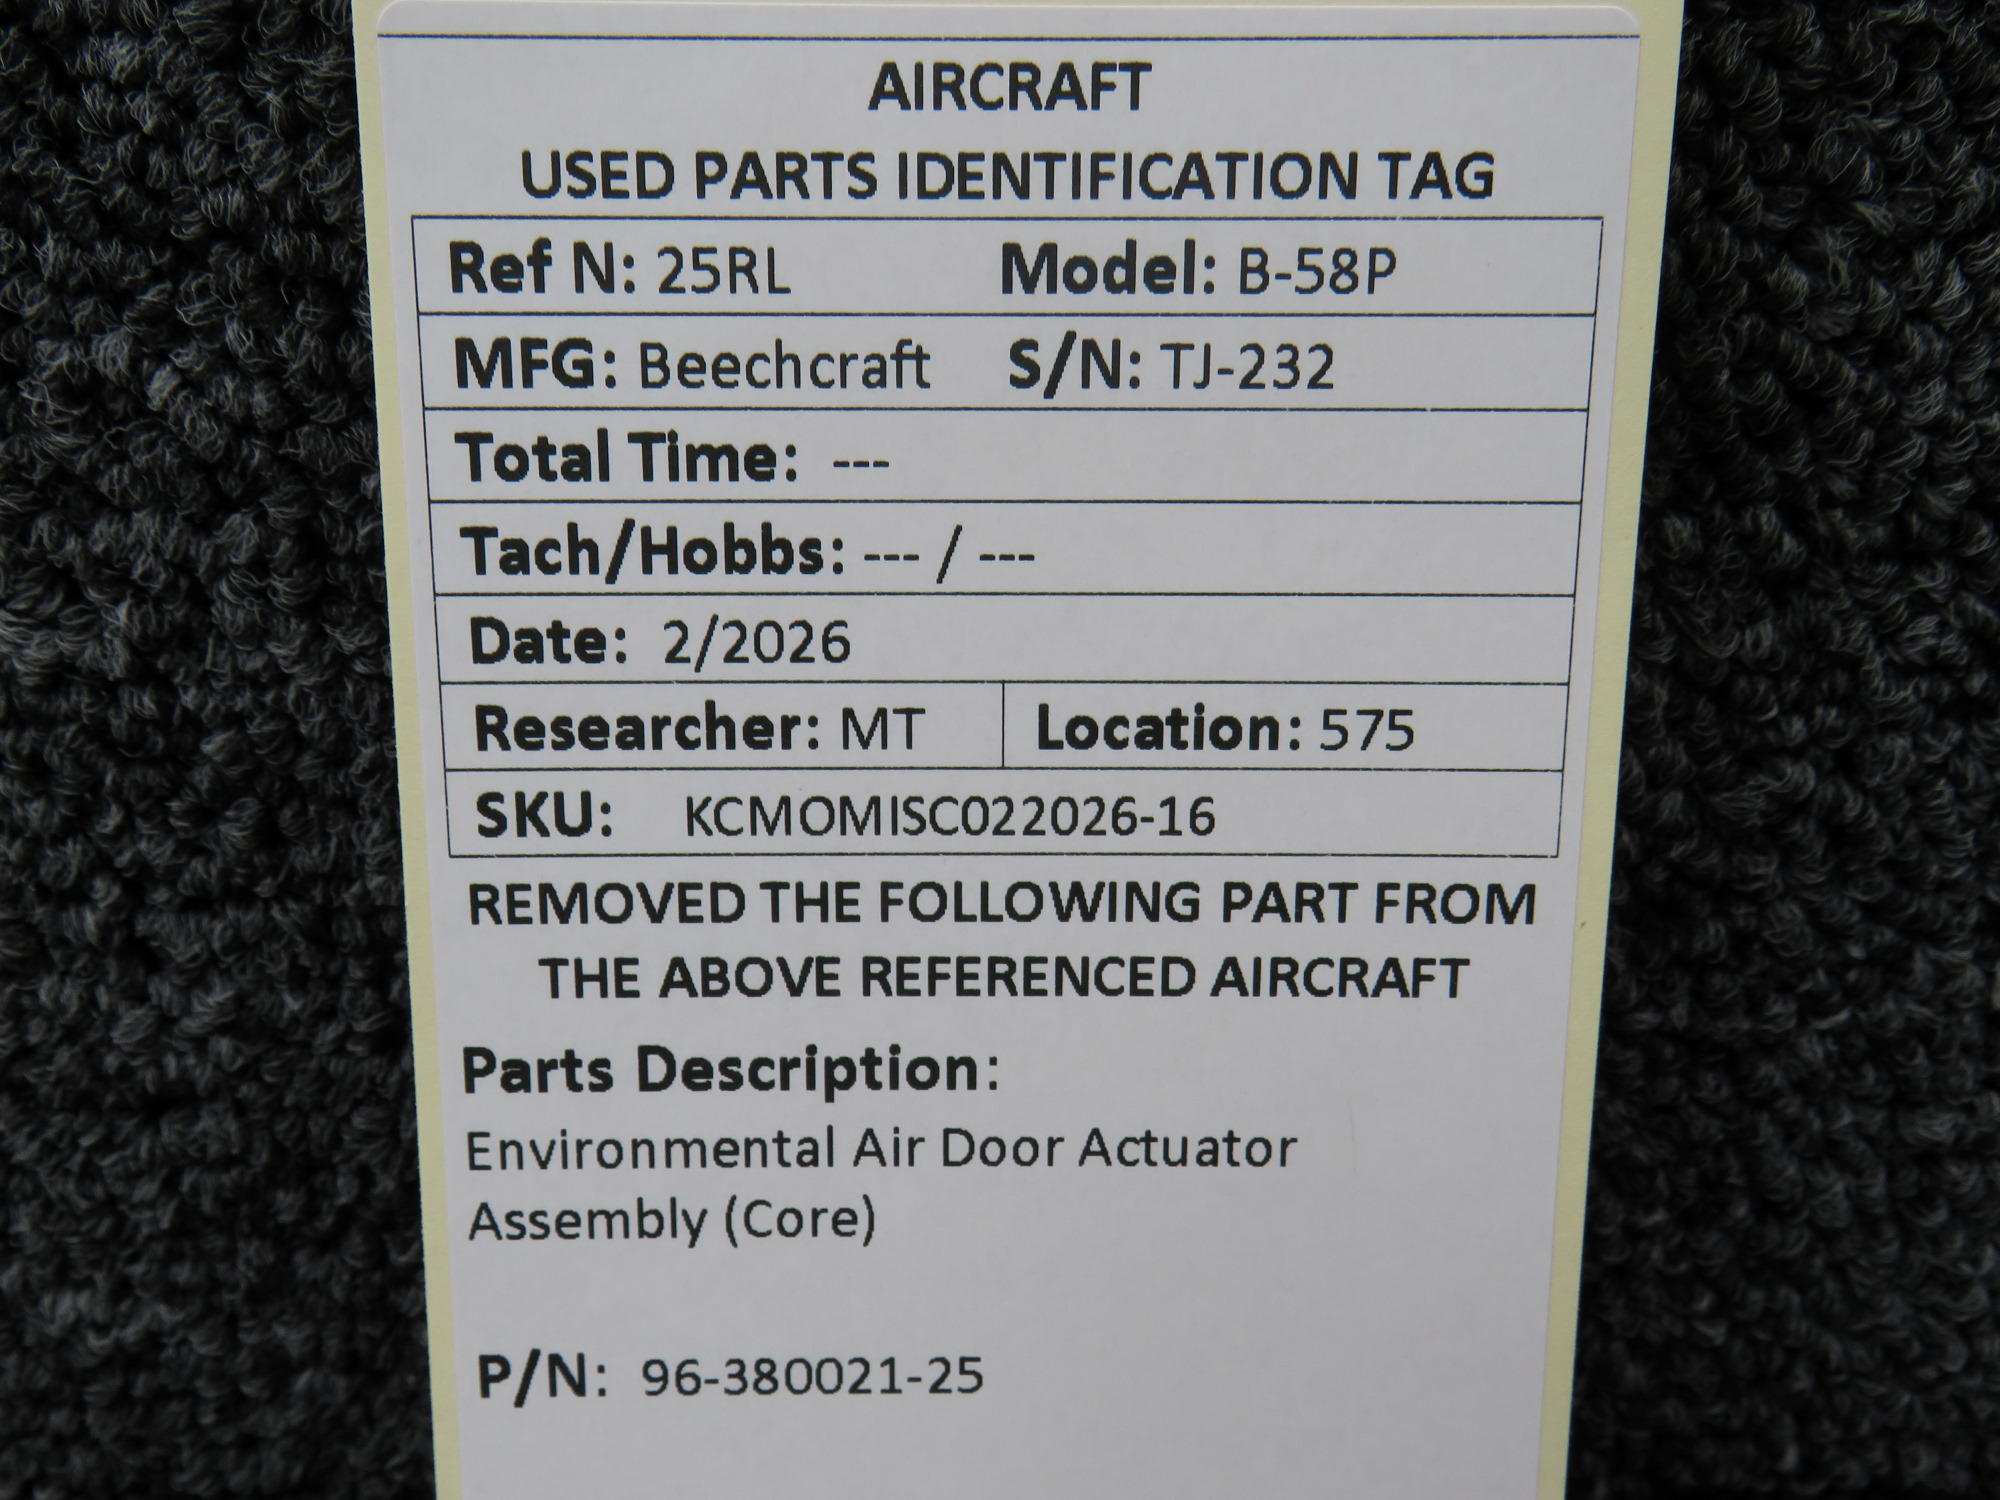 AIRCRAFT
USED PARTS IDENTIFICATION TAG
Ref N: 25RL Model: B-58P
MFG: Beechcraft S/N: TJ-232
Total Time: ---
Tach/Hobbs: --- / ---
Date: 2/2026
Researcher: MT Location: 575
SKU: KCMOMISC022026-16
REMOVED THE FOLLOWING PART FROM
THE ABOVE REFERENCED AIRCRAFT
Parts Description:
Environmental Air Door Actuator
Assembly (Core)
P/N: 96-380021-25